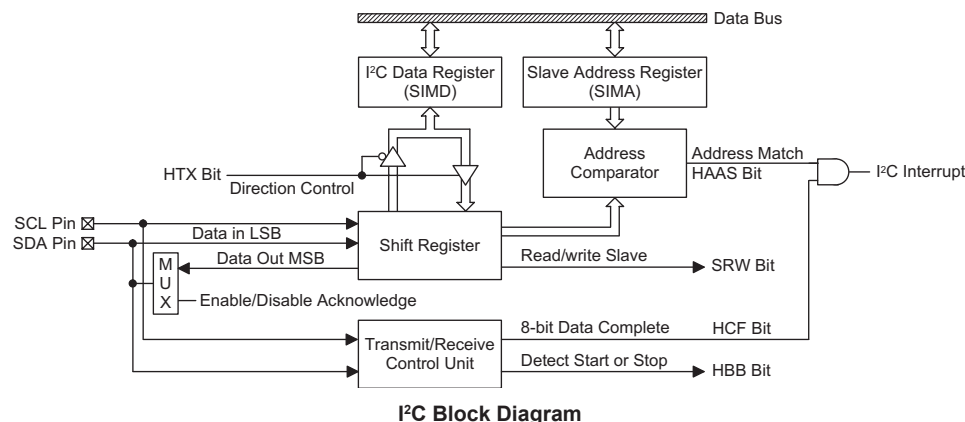 Data Bus
I²C Data Register
(SIMD)
Slave Address Register
(SIMA)
HTX Bit
Direction Control
Address
Comparator
Address Match
HAAS Bit
I²C Interrupt
SCL Pin
SDA Pin
Data in LSB
Shift Register
Data Out MSB
Read/write Slave
SRW Bit
M
U
X
Enable/Disable Acknowledge
Transmit/Receive
Control Unit
8-bit Data Complete
HCF Bit
Detect Start or Stop
HBB Bit
I²C Block Diagram